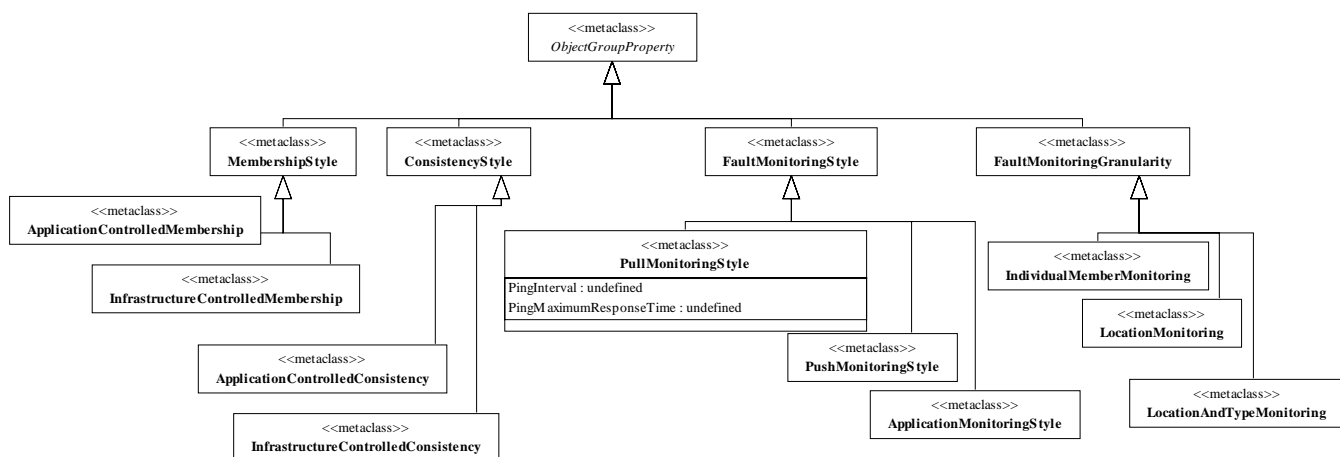 <<metaclass>>
ObjectGroupProperty
<<metaclass>>
MembershipStyle
<<metaclass>>
ConsistencyStyle
<<metaclass>>
FaultMonitoringStyle
<<metaclass>>
FaultMonitoringGranularity
<<metaclass>>
ApplicationControlledMembership
<<metaclass>>
InfrastructureControlledMembership
<<metaclass>>
ApplicationControlledConsistency
<<metaclass>>
InfrastructureControlledConsistency
<<metaclass>>
PullMonitoringStyle
PingInterval : undefined
PingMaximumResponseTime : undefined
<<metaclass>>
PushMonitoringStyle
<<metaclass>>
ApplicationMonitoringStyle
<<metaclass>>
IndividualMemberMonitoring
<<metaclass>>
LocationMonitoring
<<metaclass>>
LocationAndTypeMonitoring